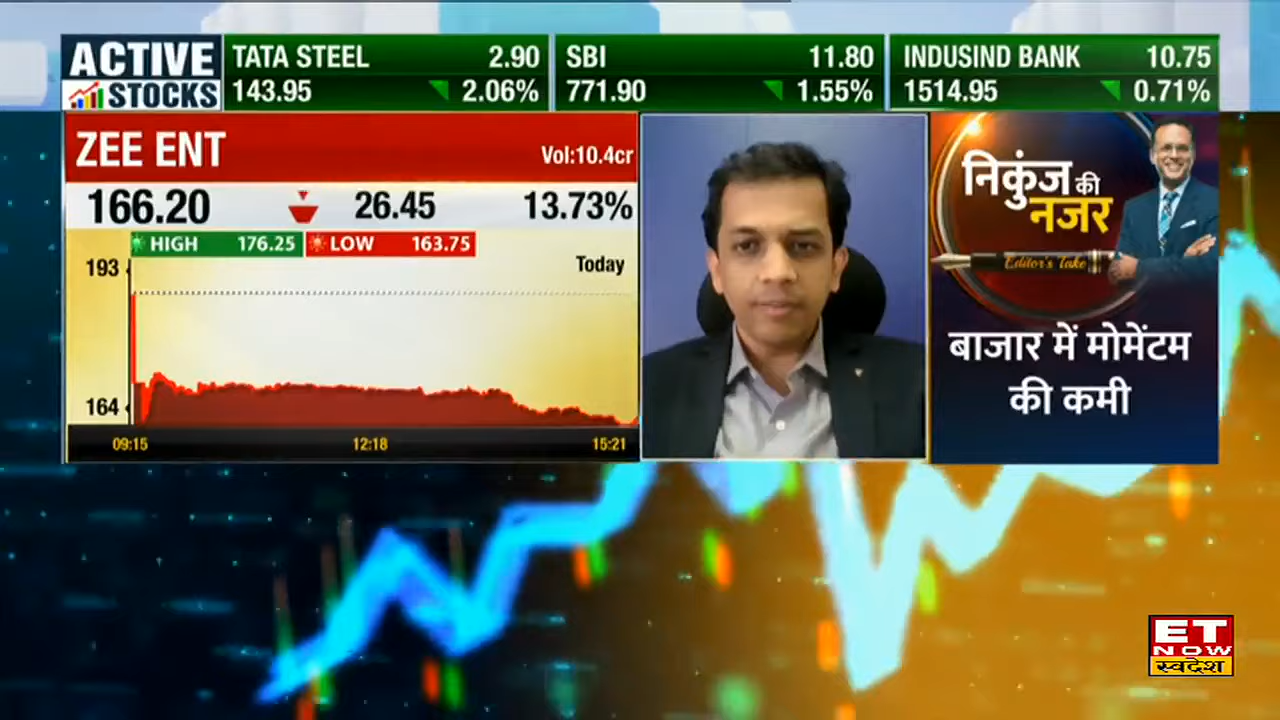 ACTIVE
STOCKS
TATA STEEL 2.90
143.95 2.06%
SBI 11.80
771.90 1.55%
INDUSIND BANK 10.75
1514.95 0.71%
ZEE ENT
Vol:10.4cr
166.20 26.45 13.73%
HIGH 176.25 LOW 163.75
Today
193
164
09:15 12:18 15:21
निकुंज की
नजर
Editor's Take
बाजार में मोमेंटम
की कमी
ET
NOW
स्वदेश